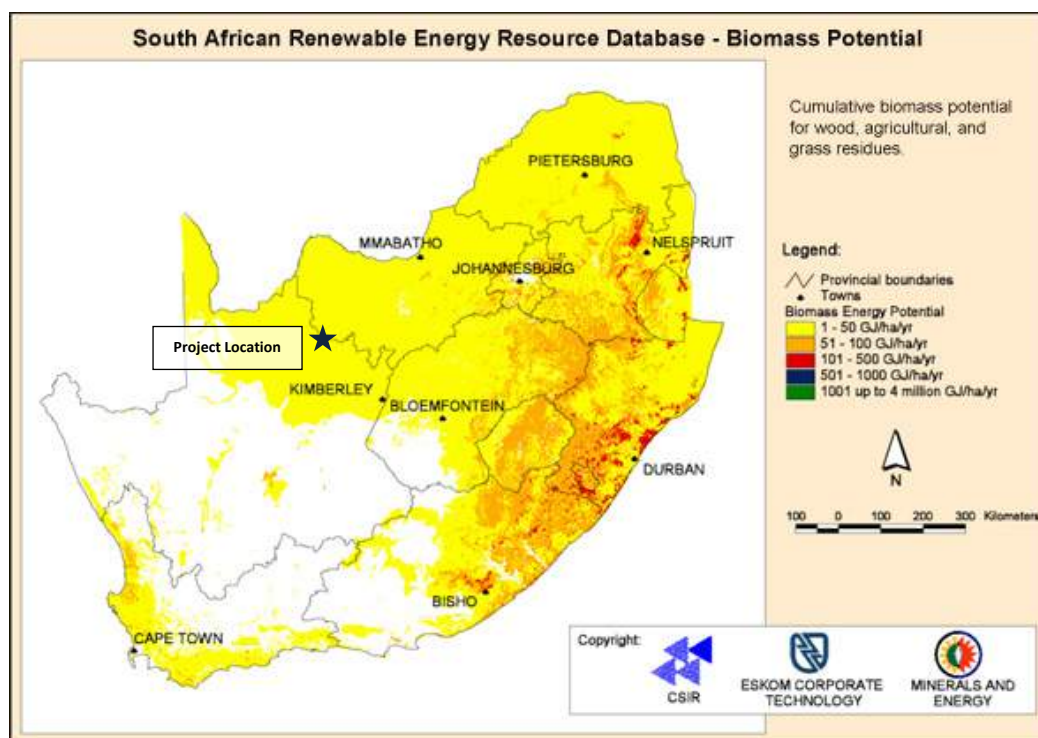 South African Renewable Energy Resource Database - Biomass Potential
Cumulative biomass potential
for wood, agricultural, and
grass residues.
PIETERSBURG
MMABATHO
NELSPRUIT
JOHANNESBURG
Project Location
KIMBERLEY
BLOEMFONTEIN
DURBAN
BISHO
CAPE TOWN
Legend:
Provincial boundaries
Towns
Biomass Energy Potential
1 - 50 GJ/ha/yr
51 - 100 GJ/ha/yr
101 - 500 GJ/ha/yr
501 - 1000 GJ/ha/yr
1001 up to 4 million GJ/ha/yr
N
100 0 100 200 300 Kilometers
Copyright:
CSIR
ESKOM CORPORATE
TECHNOLOGY
MINERALS AND
ENERGY